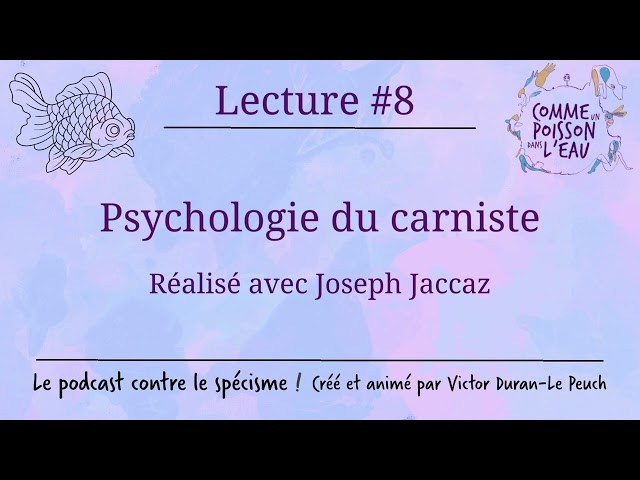 Lecture #8
COMME UN
POISSON
DANS L'EAU
Psychologie du carniste
Réalisé avec Joseph Jaccaz
Le podcast contre le spécisme ! Créé et animé par Victor Duran-Le Peuch